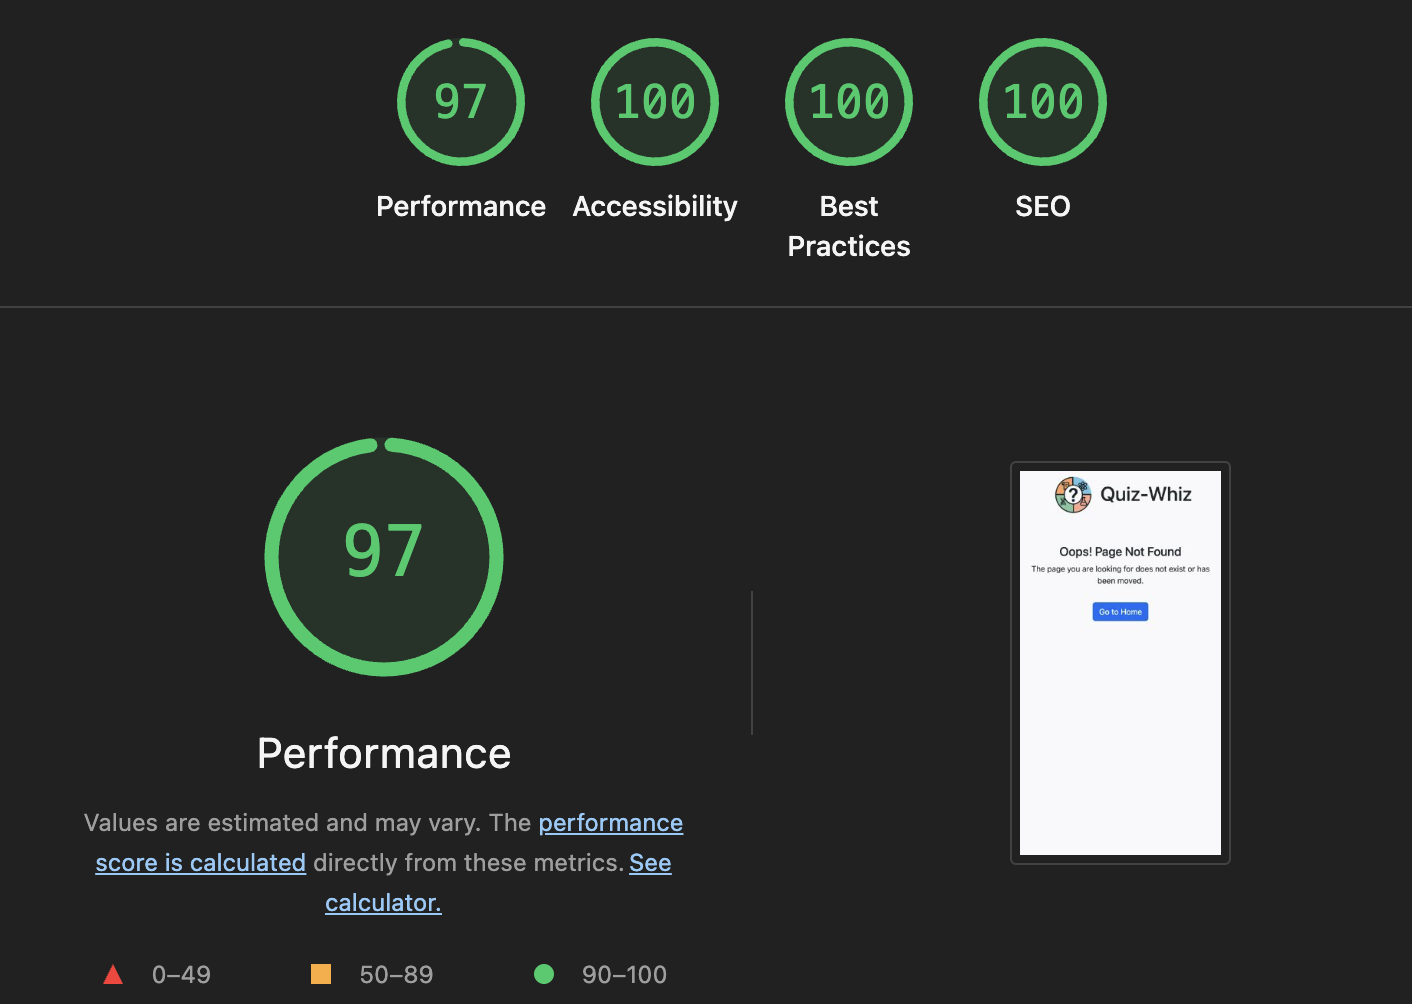 97
100
100
100
Performance
Accessibility
Best
Practices
SEO
97
Performance
Values are estimated and may vary. The performance
score is calculated directly from these metrics. See
calculator.
0–49
50–89
90–100
?
Quiz-Whiz
Oops! Page Not Found
The page you are looking for does not exist or has
been moved.
Go to Home